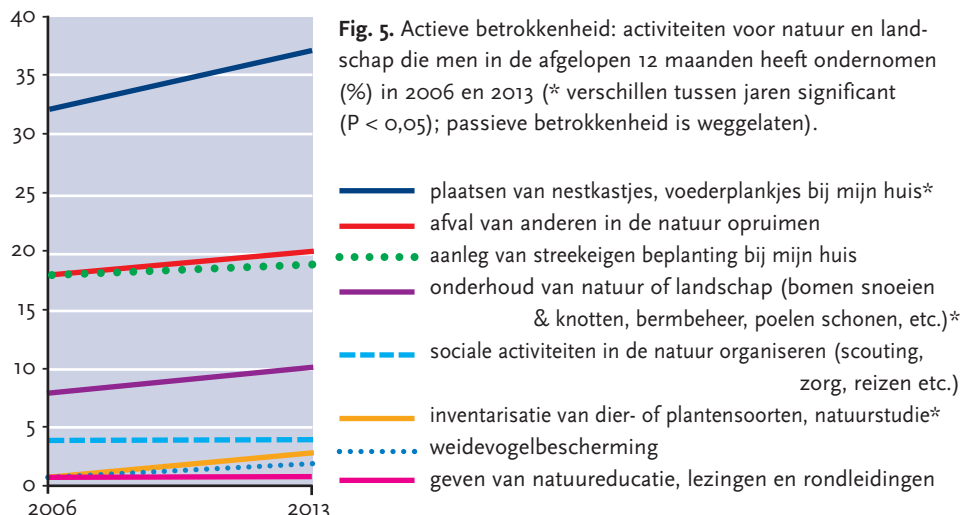 40
35
30
25
20
15
10
5
0
2006
2013
Fig. 5. Actieve betrokkenheid: activiteiten voor natuur en land-
schap die men in de afgelopen 12 maanden heeft ondernomen
(%) in 2006 en 2013 (* verschillen tussen jaren significant
(P < 0,05); passieve betrokkenheid is weggelaten).
plaatsen van nestkastjes, voederplankjes bij mijn huis*
afval van anderen in de natuur opruimen
aanleg van streekeigen beplanting bij mijn huis
onderhoud van natuur of landschap (bomen snoeien
& knotten, bermbeheer, poelen schonen, etc.)*
sociale activiteiten in de natuur organiseren (scouting,
zorg, reizen etc.)
inventarisatie van dier- of plantensoorten, natuurstudie*
weidevogelbescherming
geven van natuureducatie, lezingen en rondleidingen